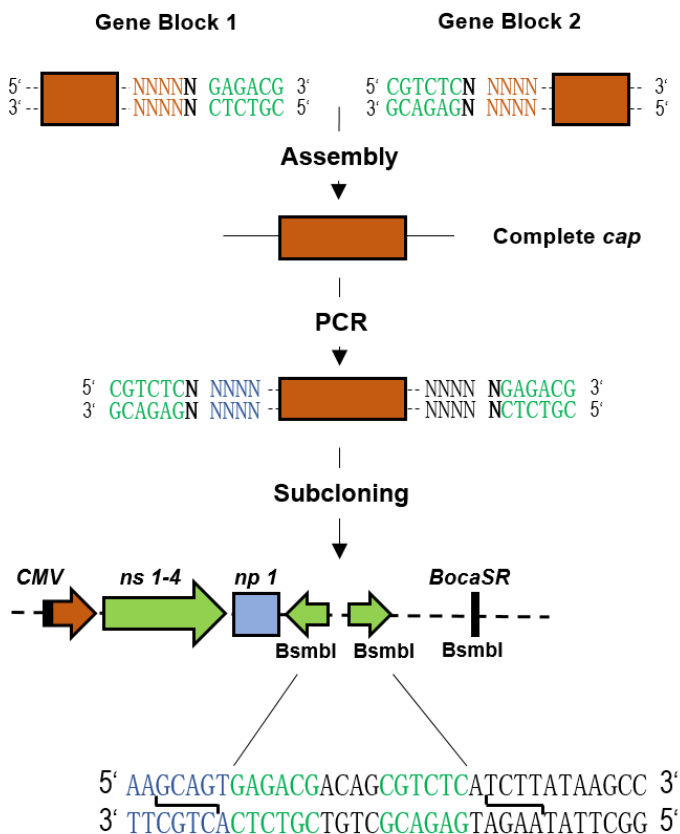 Gene Block 1 Gene Block 2
5‘ NNNNN GAGACG 3‘ 5‘ CGTCTCN NNNN 3‘
3‘ NNNNN CTCTGC 5‘ 3‘ GCAGAGN NNNN 5‘
Assembly
Complete cap
PCR
5‘ CGTCTCN NNNN NNNN NGAGACG 3‘
3‘ GCAGAGN NNNN NNNN NCTCTGC 5‘
Subcloning
CMV ns 1-4 np 1 BocaSR
BsmbI BsmbI BsmbI
5‘ AAGCAGTGAGACGACAGCGTCTCATCTTATAAGCC 3‘
3‘ TTCGTCACTCTGCTGTCGCAGAGTAGAATATTCGG 5‘